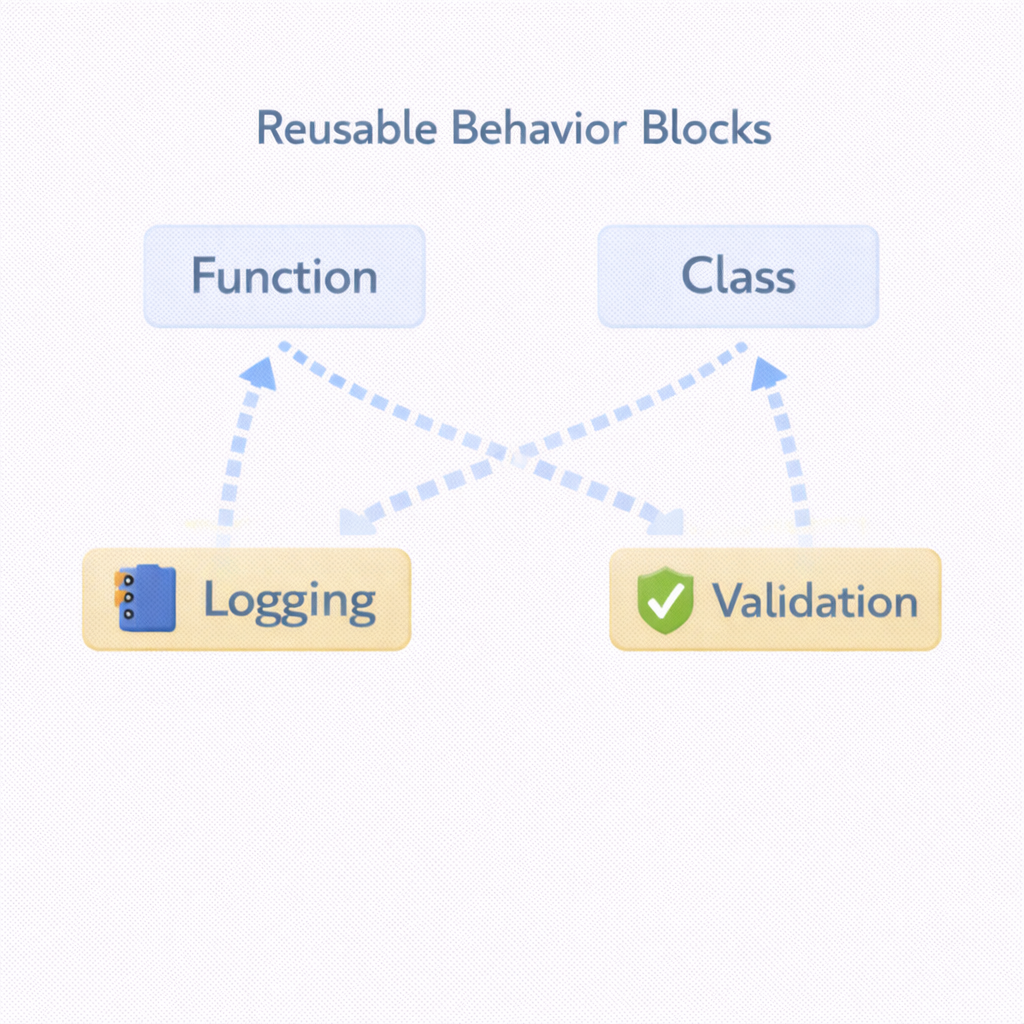 Reusable Behavior Blocks
Function
Class
Logging
Validation